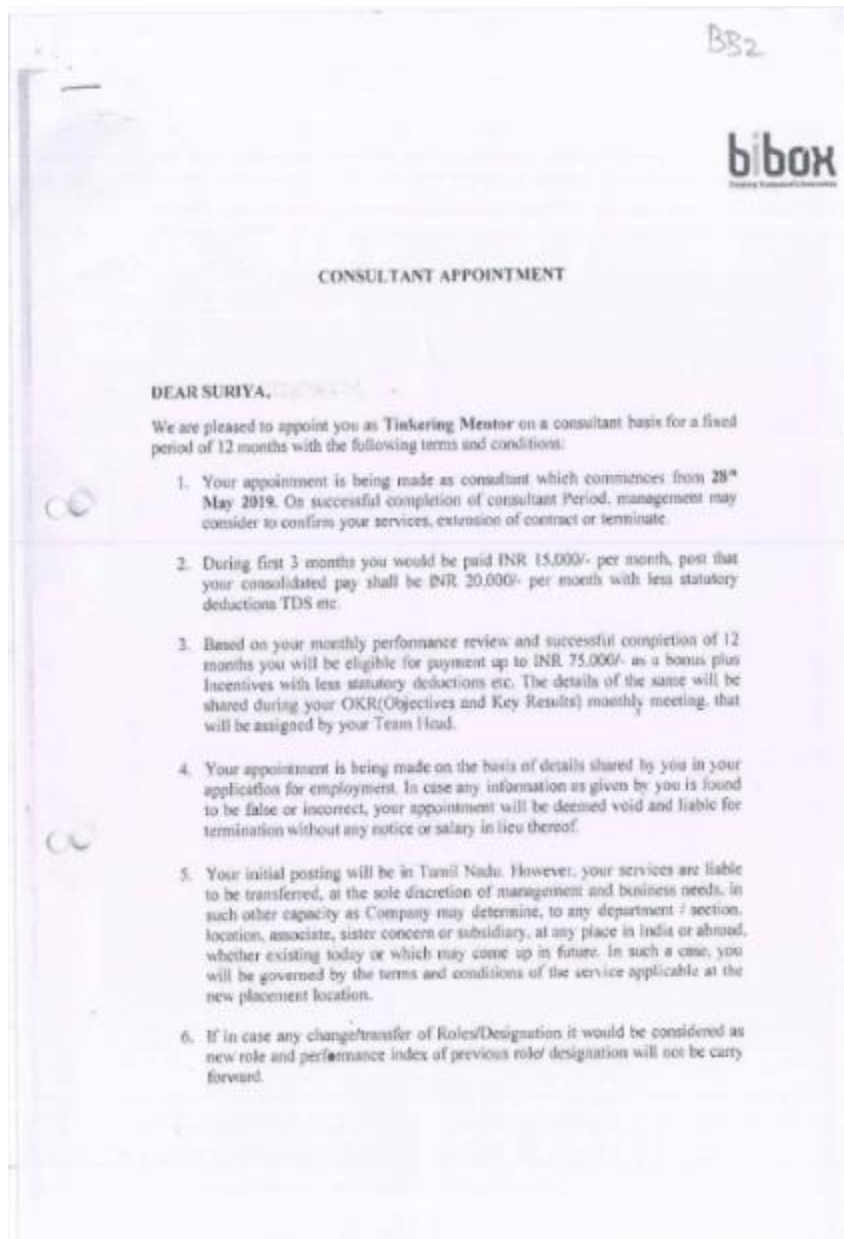 BB2
bibox
CONSULTANT APPOINTMENT
DEAR SURIYA,
We are pleased to appoint you as Tinkering Mentor on a consultant basis for a fixed
period of 12 months with the following terms and conditions:
1. Your appointment is being made as consultant which commences from 28th
May 2019. On successful completion of consultant Period, management may
consider to confirm your services, extension of contract or terminate.
2. During first 3 months you would be paid INR 15,000/- per month, post that
your consolidated pay shall be INR 20,000/- per month with less statutory
deductions TDS etc.
3. Based on your monthly performance review and successful completion of 12
months you will be eligible for payment up to INR 75,000/- as a bonus plus
Incentives with less statutory deductions etc. The details of the same will be
shared during your OKR(Objectives and Key Results) monthly meeting, that
will be assigned by your Team Head.
4. Your appointment is being made on the basis of details shared by you in your
application for employment. In case any information as given by you is found
to be false or incorrect, your appointment will be deemed void and liable for
termination without any notice or salary in lieu thereof.
5. Your initial posting will be in Tamil Nadu. However, your services are liable
to be transferred, at the sole discretion of management and business needs, in
such other capacity as Company may determine, to any department / section,
location, associate, sister concern or subsidiary, at any place in India or abroad,
whether existing today or which may come up in future. In such a case, you
will be governed by the terms and conditions of the service applicable at the
new placement location.
6. If in case any change/transfer of Roles/Designation it would be considered as
new role and performance index of previous role/ designation will not be carry
forward.